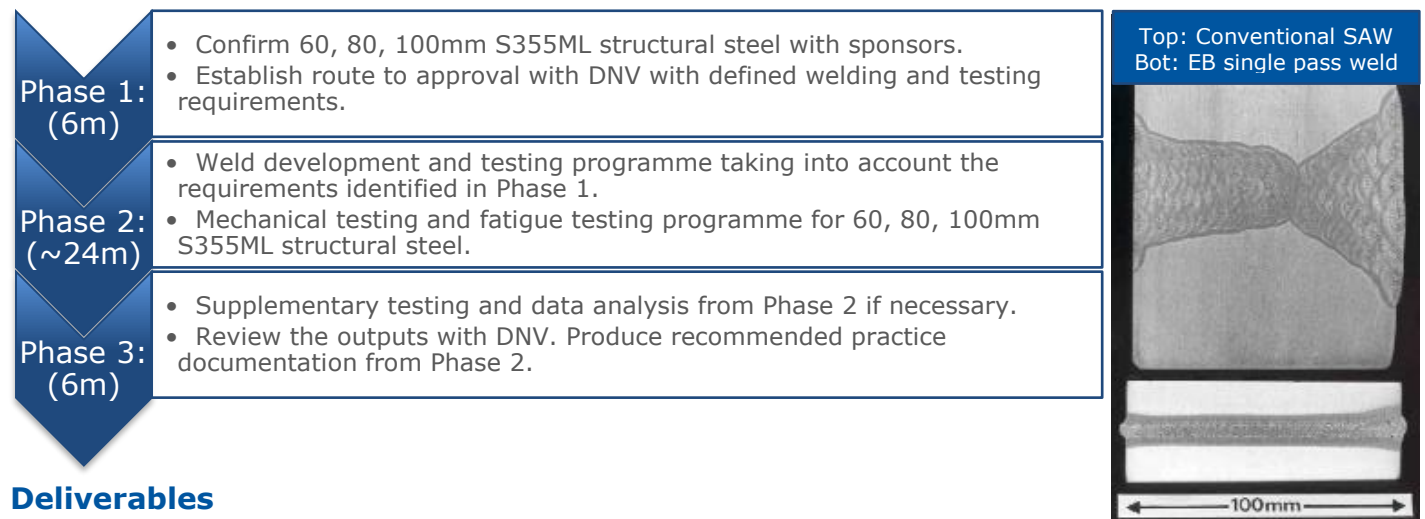 Phase 1:
(6m)
• Confirm 60, 80, 100mm S355ML structural steel with sponsors.
• Establish route to approval with DNV with defined welding and testing
requirements.
Phase 2:
(~24m)
• Weld development and testing programme taking into account the
requirements identified in Phase 1.
• Mechanical testing and fatigue testing programme for 60, 80, 100mm
S355ML structural steel.
Phase 3:
(6m)
• Supplementary testing and data analysis from Phase 2 if necessary.
• Review the outputs with DNV. Produce recommended practice
documentation from Phase 2.
Deliverables
Top: Conventional SAW
Bot: EB single pass weld
100mm